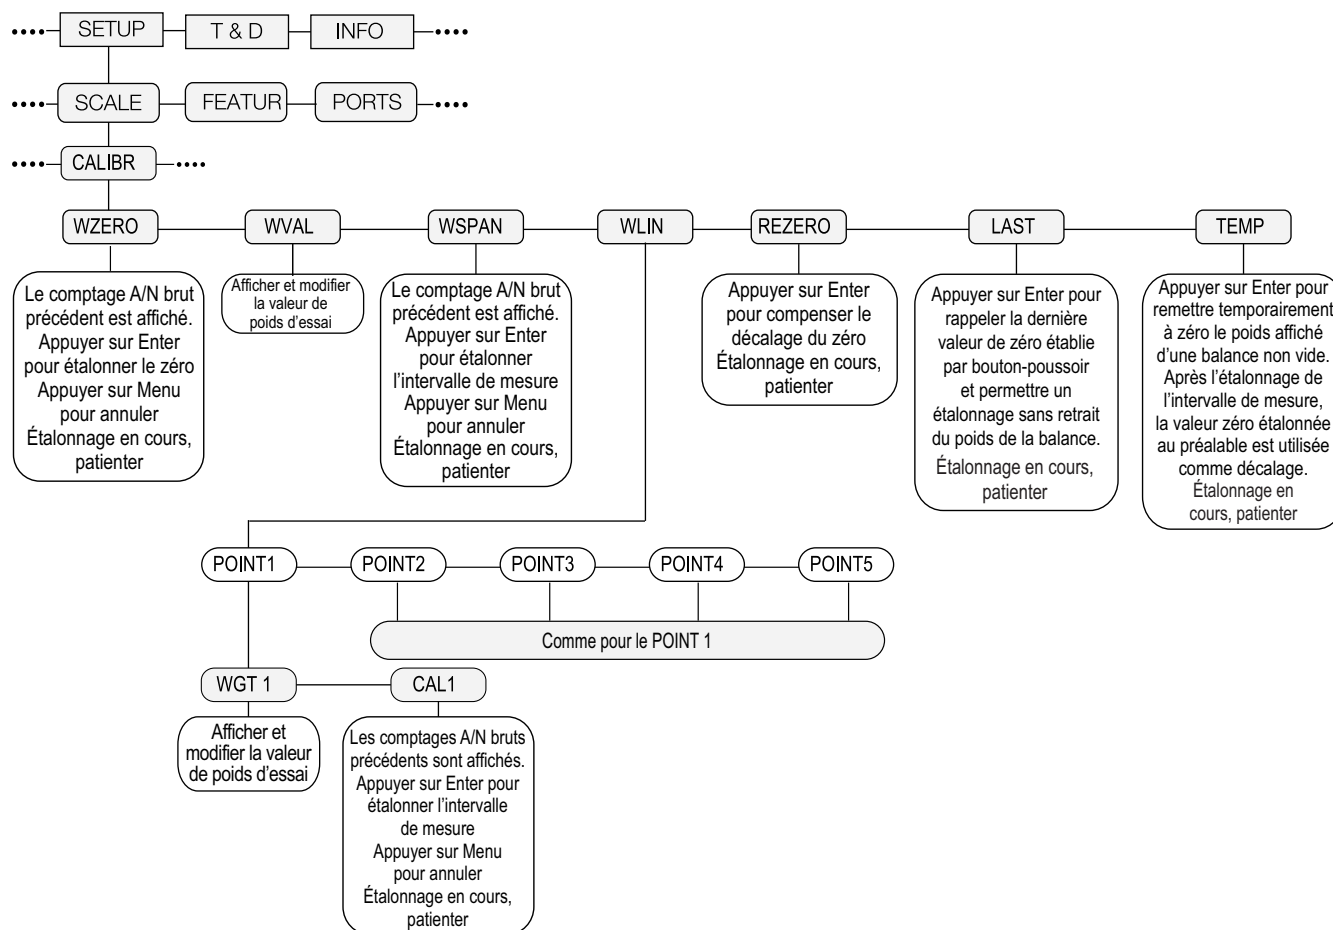 •••• SETUP T & D INFO ••••
•••• SCALE FEATUR PORTS ••••
•••• CALIBR ••••
WZERO WVAL WSPAN WLIN REZERO LAST TEMP
Le comptage A/N brut
précédent est affiché.
Appuyer sur Enter
pour étalonner le zéro
Appuyer sur Menu
pour annuler
Étalonnage en cours,
patienter
Afficher et modifier
la valeur de
poids d’essai
Le comptage A/N brut
précédent est affiché.
Appuyer sur Enter
pour étalonner
l’intervalle de mesure
Appuyer sur Menu
pour annuler
Étalonnage en cours,
patienter
Appuyer sur Enter
pour compenser le
décalage du zéro
Étalonnage en cours,
patienter
Appuyer sur Enter pour
rappeler la dernière
valeur de zéro établie
par bouton-poussoir
et permettre un
étalonnage sans retrait
du poids de la balance.
Étalonnage en cours,
patienter
Appuyer sur Enter pour
remettre temporairement
à zéro le poids affiché
d’une balance non vide.
Après l’étalonnage de
l’intervalle de mesure,
la valeur zéro étalonnée
au préalable est utilisée
comme décalage.
Étalonnage en
cours, patienter
POINT1 POINT2 POINT3 POINT4 POINT5
Comme pour le POINT 1
WGT 1 CAL1
Afficher et
modifier la valeur
de poids d’essai
Les comptages A/N bruts
précédents sont affichés.
Appuyer sur Enter pour
étalonner l’intervalle
de mesure
Appuyer sur Menu
pour annuler
Étalonnage en cours,
patienter